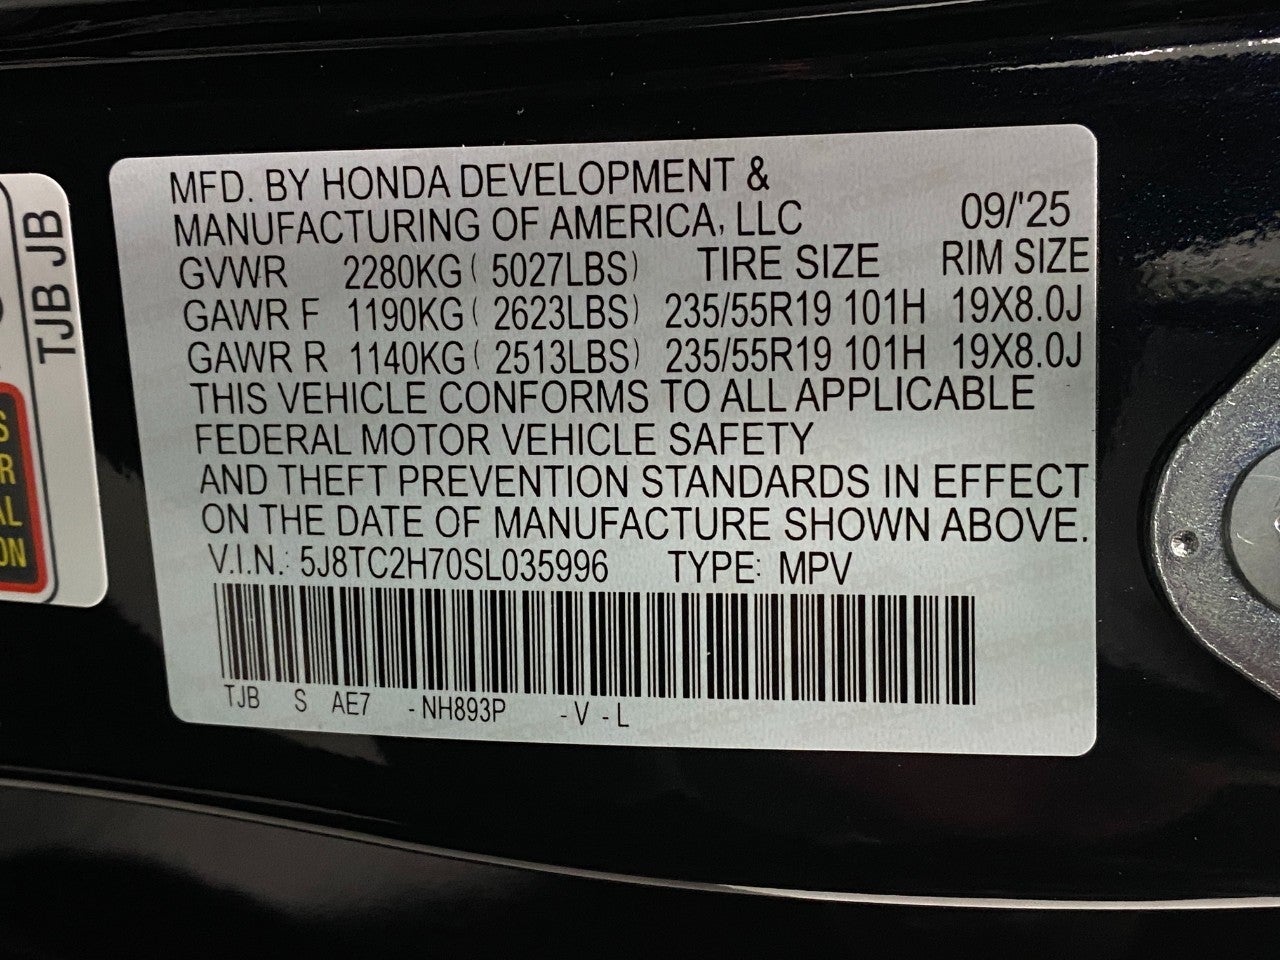 MFD. BY HONDA DEVELOPMENT &
MANUFACTURING OF AMERICA, LLC 09/'25
GVWR 2280KG ( 5027LBS) TIRE SIZE RIM SIZE
GAWR F 1190KG ( 2623LBS) 235/55R19 101H 19X8.0J
GAWR R 1140KG ( 2513LBS) 235/55R19 101H 19X8.0J
THIS VEHICLE CONFORMS TO ALL APPLICABLE
FEDERAL MOTOR VEHICLE SAFETY
AND THEFT PREVENTION STANDARDS IN EFFECT
ON THE DATE OF MANUFACTURE SHOWN ABOVE.
V.I.N.: 5J8TC2H70SL035996 TYPE: MPV
TJB S AE7 -NH893P -V -L
TJB JB